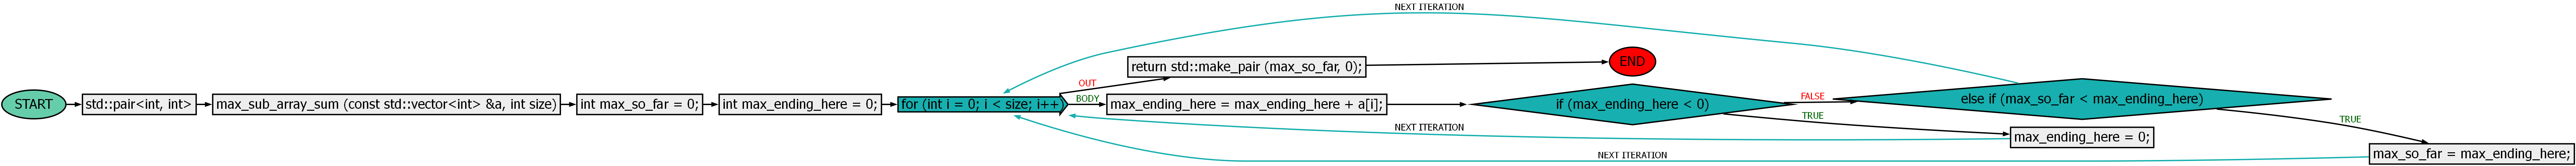 NEXT ITERATION
return std::make_pair (max_so_far, 0);
END
OUT
START
std::pair<int, int>
max_sub_array_sum (const std::vector<int> &a, int size)
int max_so_far = 0;
int max_ending_here = 0;
for (int i = 0; i < size; i++)
BODY
max_ending_here = max_ending_here + a[i];
if (max_ending_here < 0)
FALSE
else if (max_so_far < max_ending_here)
TRUE
TRUE
NEXT ITERATION
max_ending_here = 0;
NEXT ITERATION
max_so_far = max_ending_here;